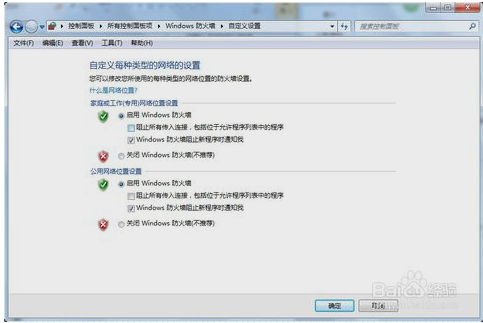 控制面板 ▸ 所有控制面板项 ▸ Windows 防火墙 ▸ 自定义设置
搜索控制面板
文件(F) 编辑(E) 查看(V) 工具(T) 帮助(H)
自定义每种类型的网络的设置
您可以修改您所使用的每种类型的网络位置的防火墙设置。
什么是网络位置?
家庭或工作(专用)网络位置设置
启用 Windows 防火墙
阻止所有传入连接，包括位于允许程序列表中的程序
Windows 防火墙阻止新程序时通知我
关闭 Windows 防火墙(不推荐)
公用网络位置设置
启用 Windows 防火墙
阻止所有传入连接，包括位于允许程序列表中的程序
Windows 防火墙阻止新程序时通知我
关闭 Windows 防火墙(不推荐)
Baidu 经验
确定 取消